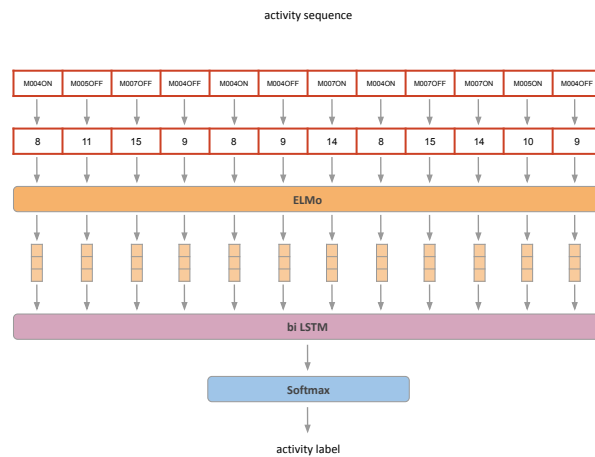 activity sequence
M004ON M005OFF M007OFF M004OFF M004ON M004OFF M007ON M004ON M007OFF M007ON M005ON M004OFF
8 11 15 9 8 9 14 8 15 14 10 9
ELMo
bi LSTM
Softmax
activity label